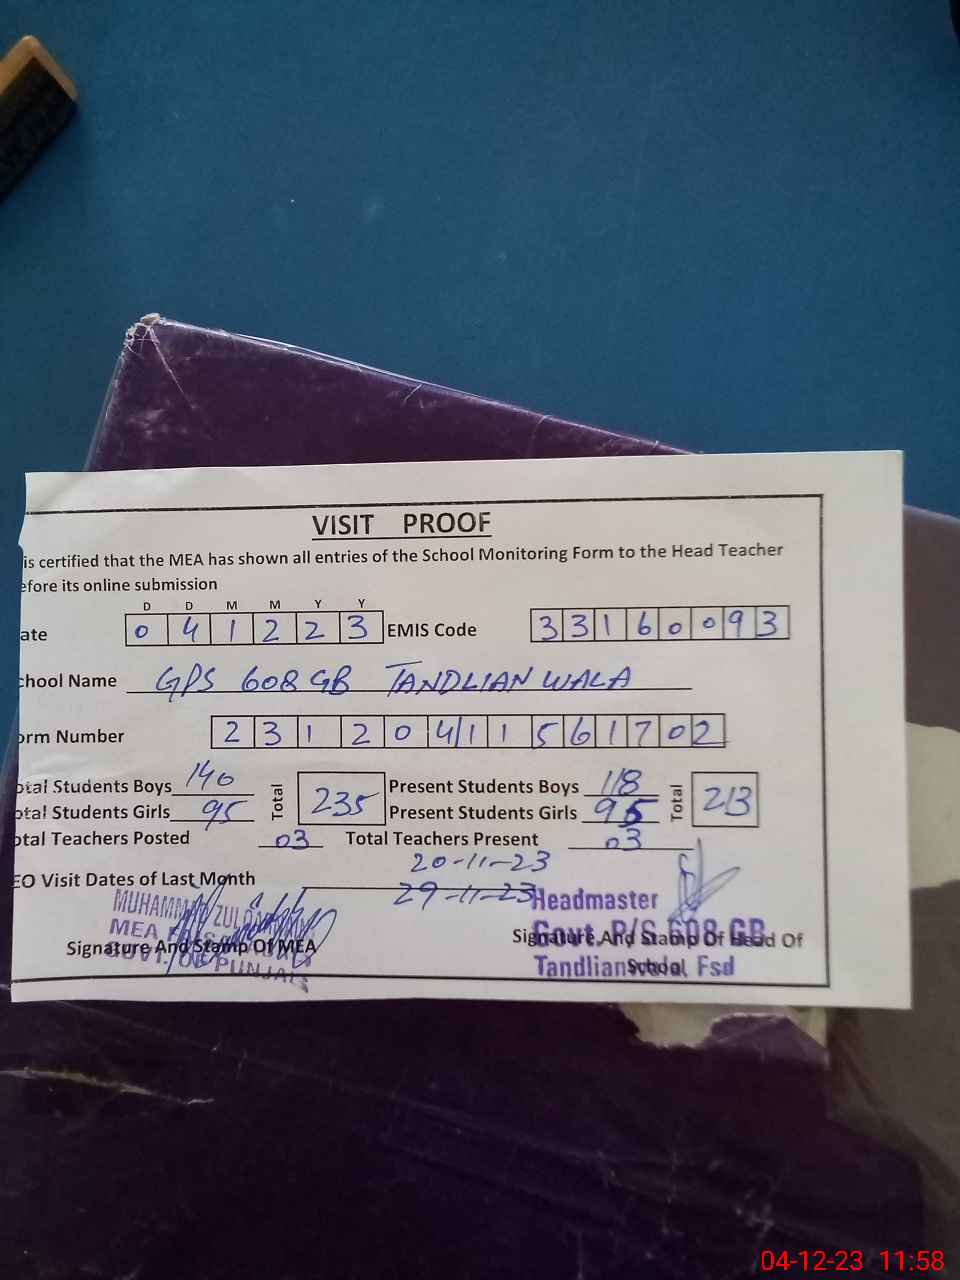 VISIT PROOF
is certified that the MEA has shown all entries of the School Monitoring Form to the Head Teacher
efore its online submission
D D M M Y Y
ate 0 4 1 2 2 3 EMIS Code 3 3 1 6 0 0 9 3
chool Name GPS 608 GB TANDLIAN WALA
orm Number 2 3 1 2 0 4 1 1 5 6 1 7 0 2
otal Students Boys 140 Total 235 Present Students Boys 118 Total 213
otal Students Girls 95 Present Students Girls 95
otal Teachers Posted 03 Total Teachers Present 03
20-11-23
EO Visit Dates of Last Month 29-11-23
MUHAMMAD
MEA
GOVT. OF PUNJAB
Signature And Stamp Of MEA
Headmaster
Govt. P/S 608 GB
Tandlianwala, Fsd
Signature And Stamp Of Head Of
School
04-12-23 11:58